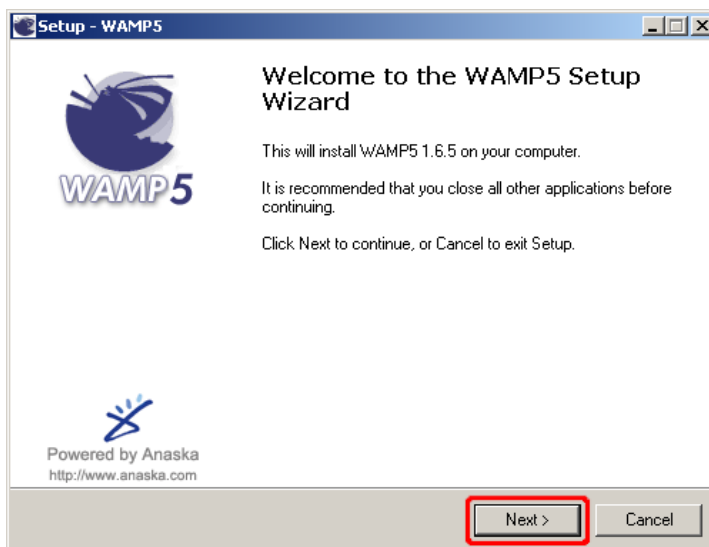 Setup - WAMP5
Welcome to the WAMP5 Setup
Wizard
This will install WAMP5 1.6.5 on your computer.
It is recommended that you close all other applications before
continuing.
Click Next to continue, or Cancel to exit Setup.
WAMP5
Powered by Anaska
http://www.anaska.com
Next >
Cancel